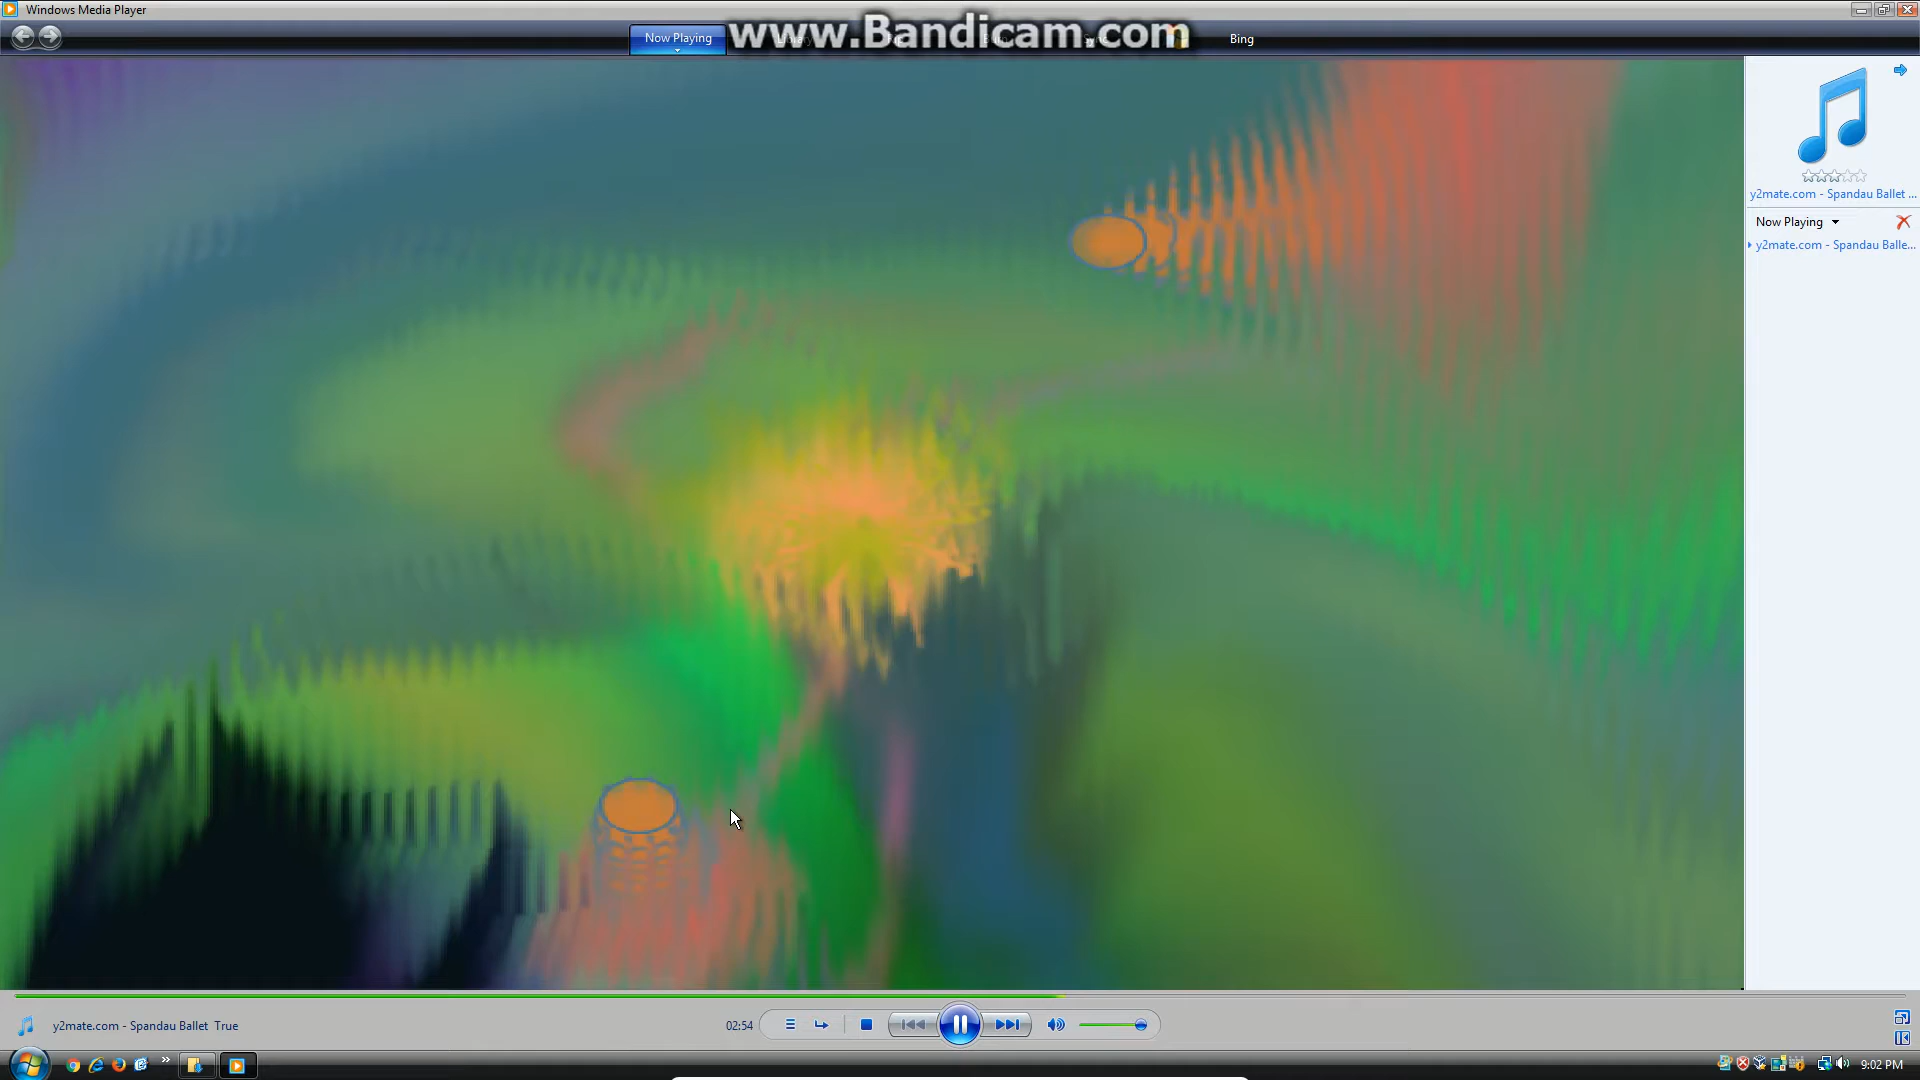 Windows Media Player
Now Playing
www.Bandicam.com
Bing
y2mate.com - Spandau Ballet ...
Now Playing
y2mate.com - Spandau Balle...
y2mate.com - Spandau Ballet True
02:54
9:02 PM